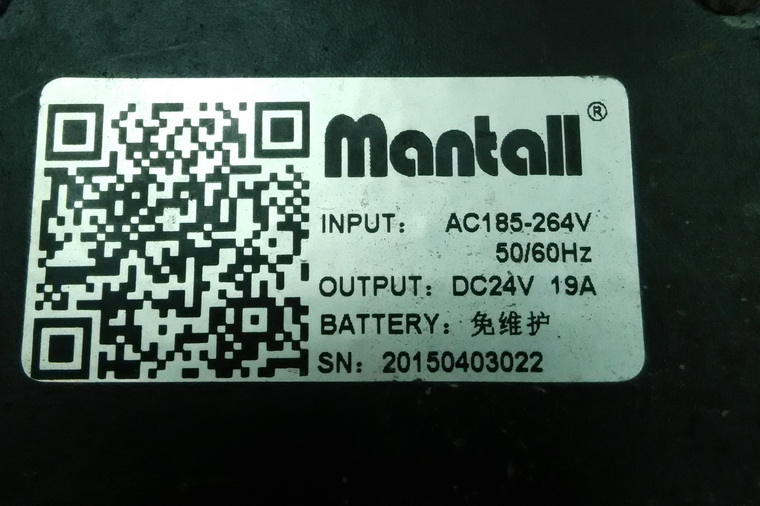 Mantall®
INPUT： AC185-264V
50/60Hz
OUTPUT： DC24V 19A
BATTERY：免维护
SN：20150403022